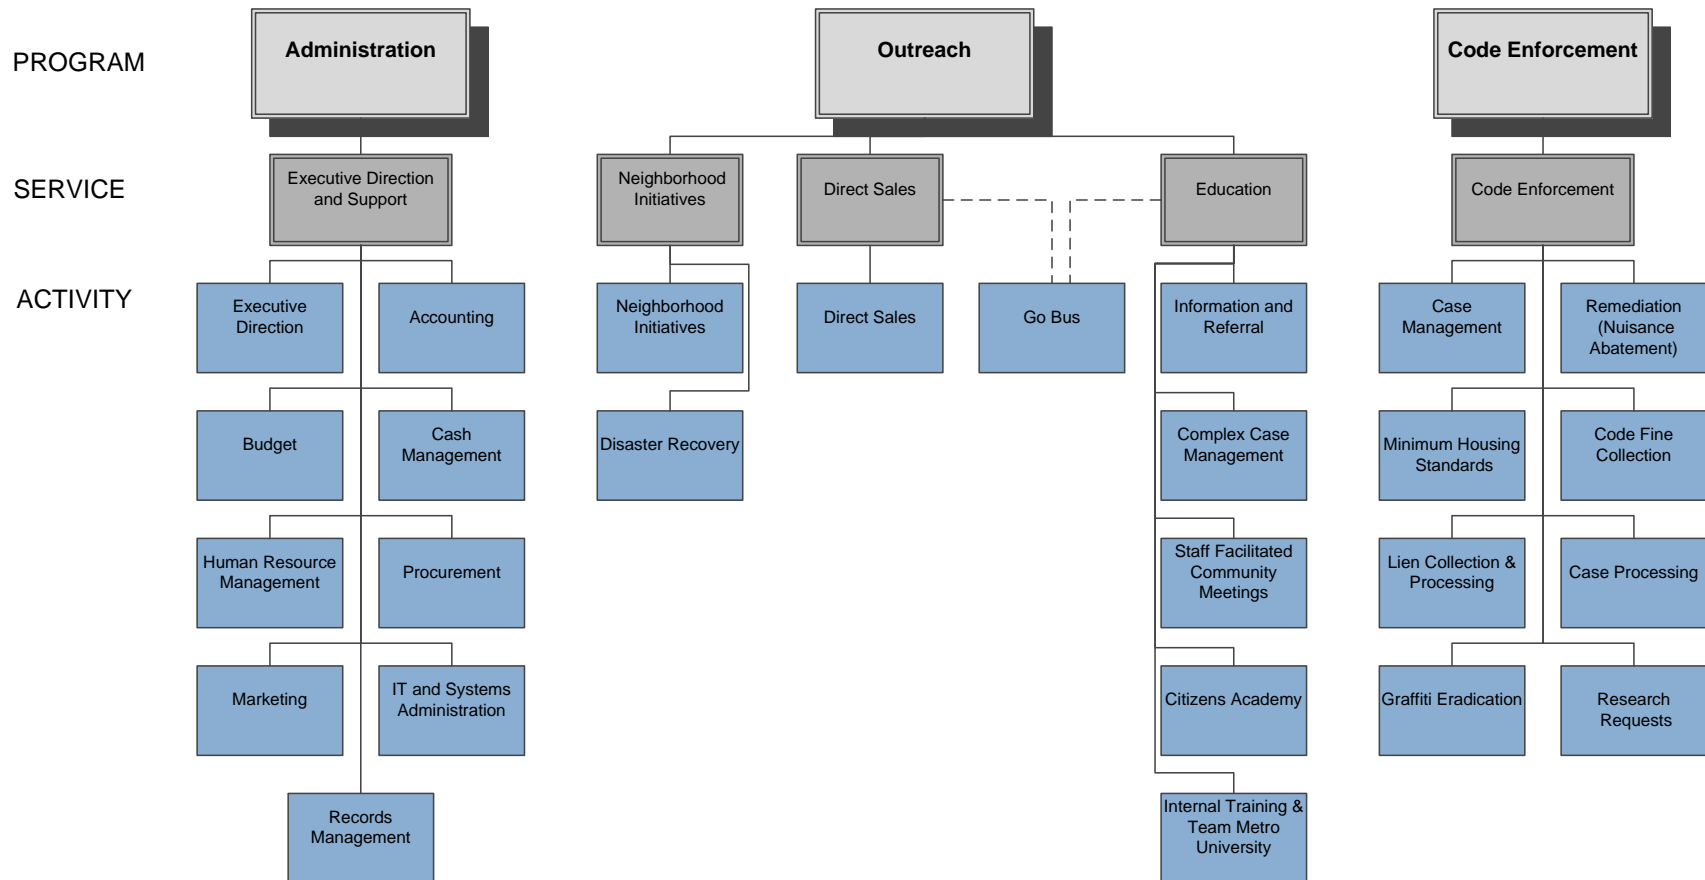 PROGRAM
Administration
Outreach
Code Enforcement
SERVICE
Executive Direction
and Support
Neighborhood
Initiatives
Direct Sales
Education
Code Enforcement
ACTIVITY
Executive
Direction
Accounting
Neighborhood
Initiatives
Direct Sales
Go Bus
Information and
Referral
Case
Management
Remediation
(Nuisance
Abatement)
Budget
Cash
Management
Disaster Recovery
Complex Case
Management
Minimum Housing
Standards
Code Fine
Collection
Human Resource
Management
Procurement
Staff Facilitated
Community
Meetings
Lien Collection &
Processing
Case Processing
Marketing
IT and Systems
Administration
Citizens Academy
Graffiti Eradication
Research
Requests
Records
Management
Internal Training &
Team Metro
University